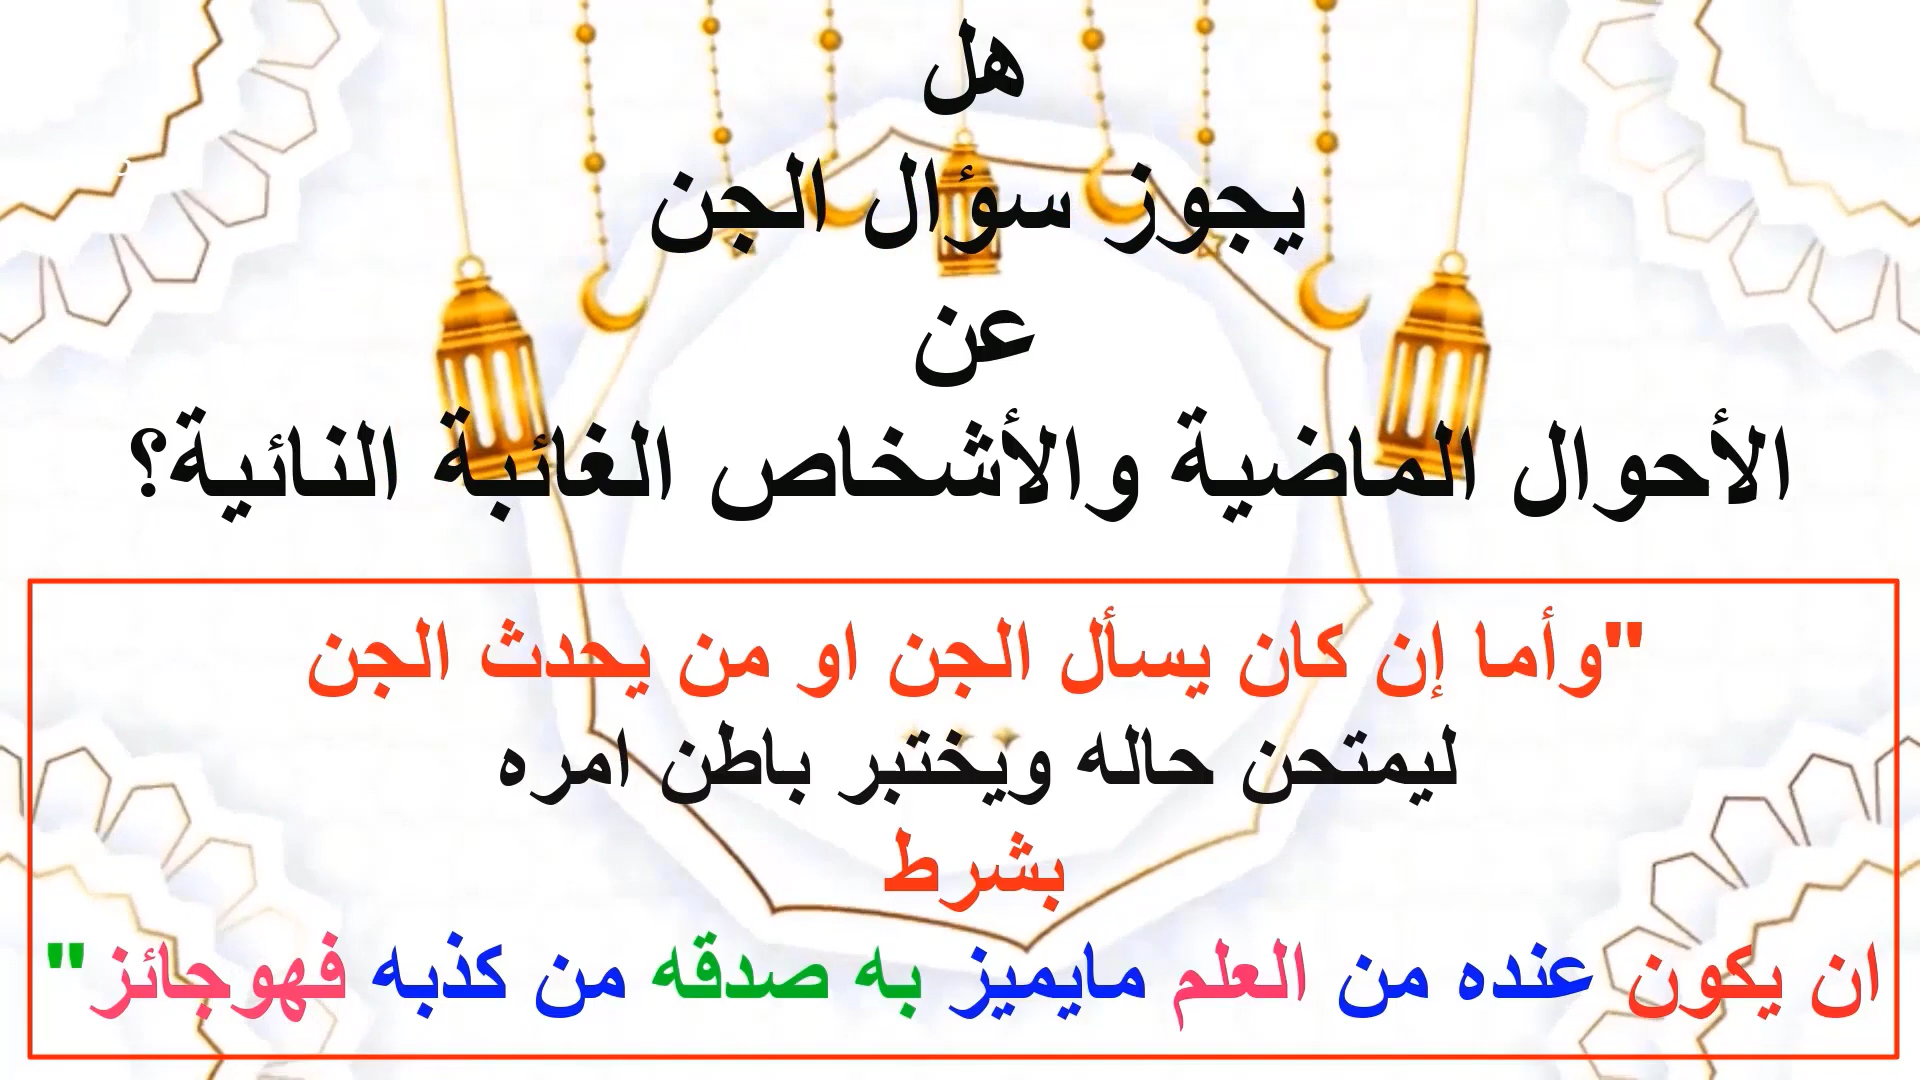 هل
يجوز سؤال الجن
عن
الأحوال الماضية والأشخاص الغائبة النائية؟
"وأما إن كان يسأل الجن او من يحدث الجن
ليمتحن حاله ويختبر باطن امره
بشرط
ان يكون عنده من العلم مايميز به صدقه من كذبه فهوجائز"